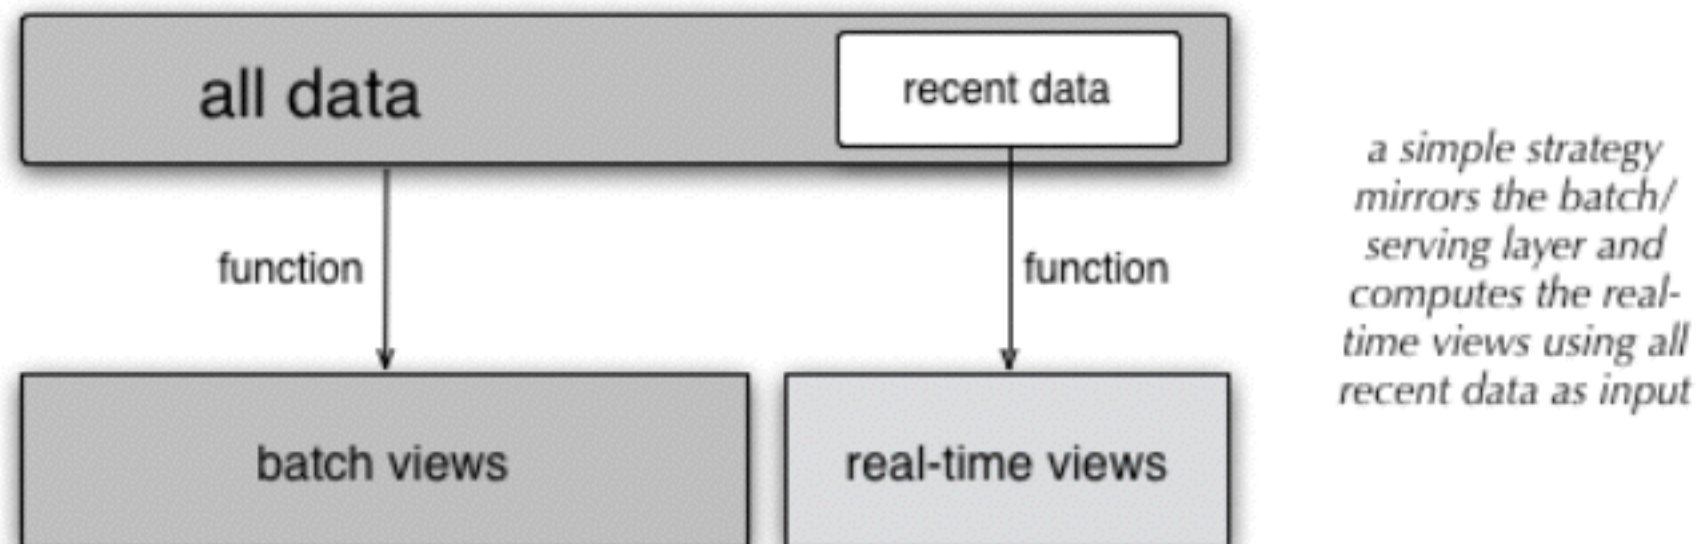 all data
recent data
function
function
batch views
real-time views
a simple strategy
mirrors the batch/
serving layer and
computes the real-
time views using all
recent data as input